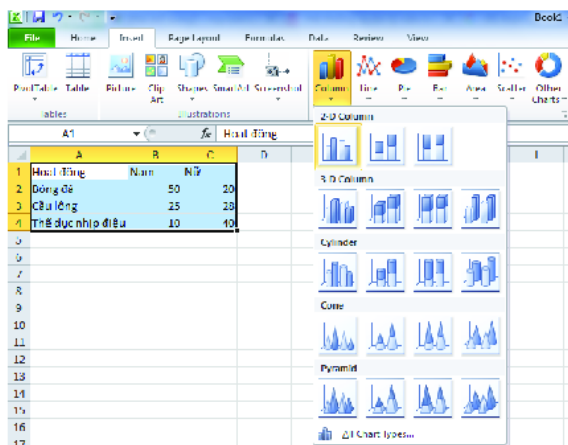 Book1
File Home Insert Page Layout Formulas Data Review View
PivotTable Table Picture Clip Art Shapes SmartArt Screenshot Column Line Pie Bar Area Scatter Other Charts
Tables Illustrations
A1 fx Hoạt động
A B C D I
1 Hoạt động Nam Nữ
2 Bóng đá 50 20
3 Cầu lông 25 28
4 Thể dục nhịp điệu 10 40
5
6
7
8
9
10
11
12
13
14
15
16
17
2-D Column
3-D Column
Cylinder
Cone
Pyramid
All Chart Types...